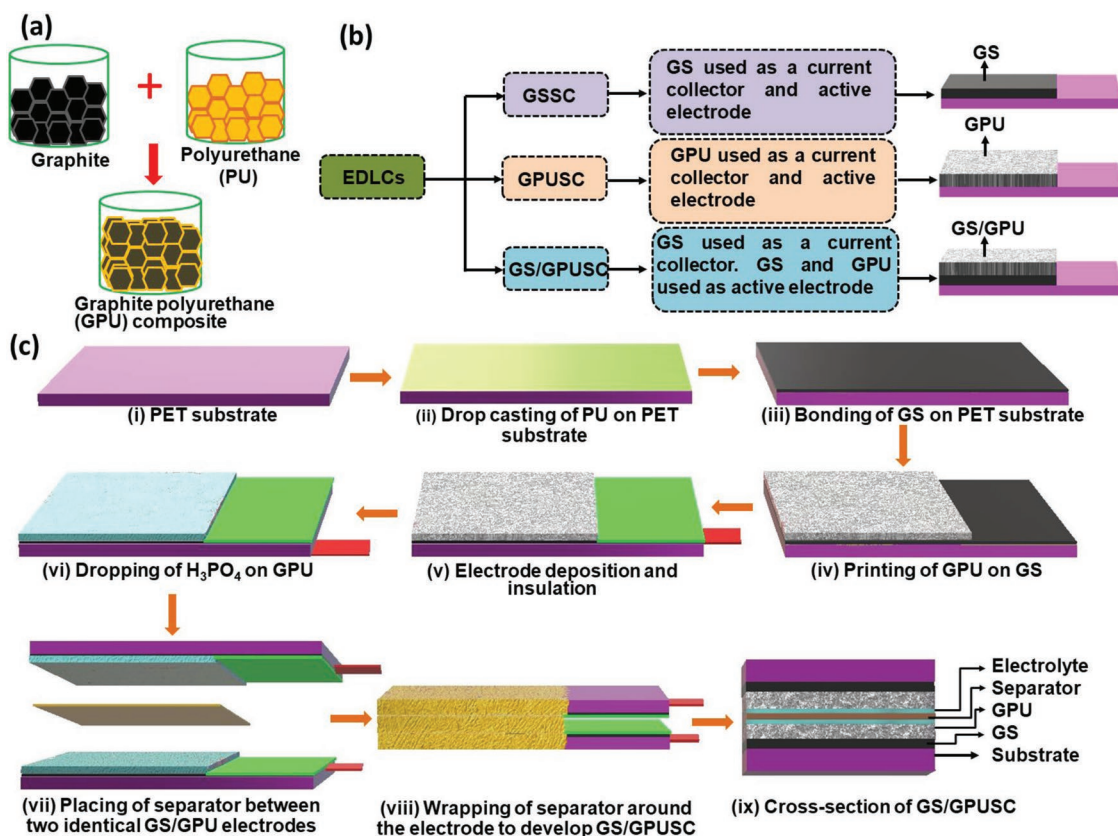 (a)
Graphite
Polyurethane
(PU)
Graphite polyurethane
(GPU) composite
(b)
EDLCs
GSSC
GS used as a current
collector and active
electrode
GS
GPUSC
GPU used as a current
collector and active
electrode
GPU
GS/GPUSC
GS used as a current
collector. GS and GPU
used as active electrode
GS/GPU
(c)
(i) PET substrate
(ii) Drop casting of PU on PET
substrate
(iii) Bonding of GS on PET substrate
(vi) Dropping of H₃PO₄ on GPU
(v) Electrode deposition and
insulation
(iv) Printing of GPU on GS
(vii) Placing of separator between
two identical GS/GPU electrodes
(viii) Wrapping of separator around
the electrode to develop GS/GPUSC
Electrolyte
Separator
GPU
GS
Substrate
(ix) Cross-section of GS/GPUSC